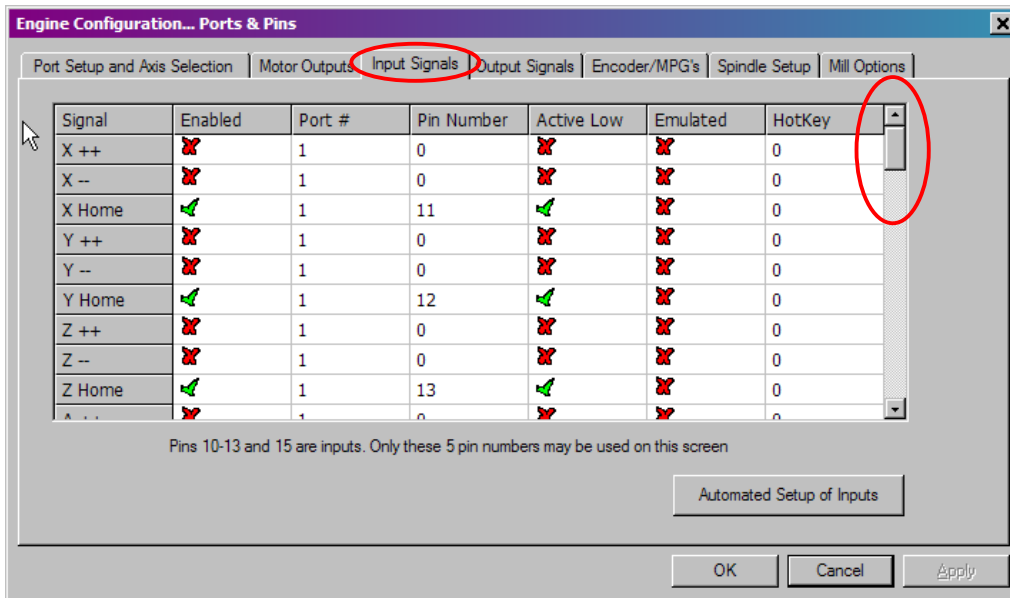 Engine Configuration... Ports & Pins
Port Setup and Axis Selection Motor Outputs Input Signals Output Signals Encoder/MPG's Spindle Setup Mill Options
Signal Enabled Port # Pin Number Active Low Emulated HotKey
X ++ 1 0 0
X -- 1 0 0
X Home 1 11 0
Y ++ 1 0 0
Y -- 1 0 0
Y Home 1 12 0
Z ++ 1 0 0
Z -- 1 0 0
Z Home 1 13 0
Pins 10-13 and 15 are inputs. Only these 5 pin numbers may be used on this screen
Automated Setup of Inputs
OK Cancel Apply